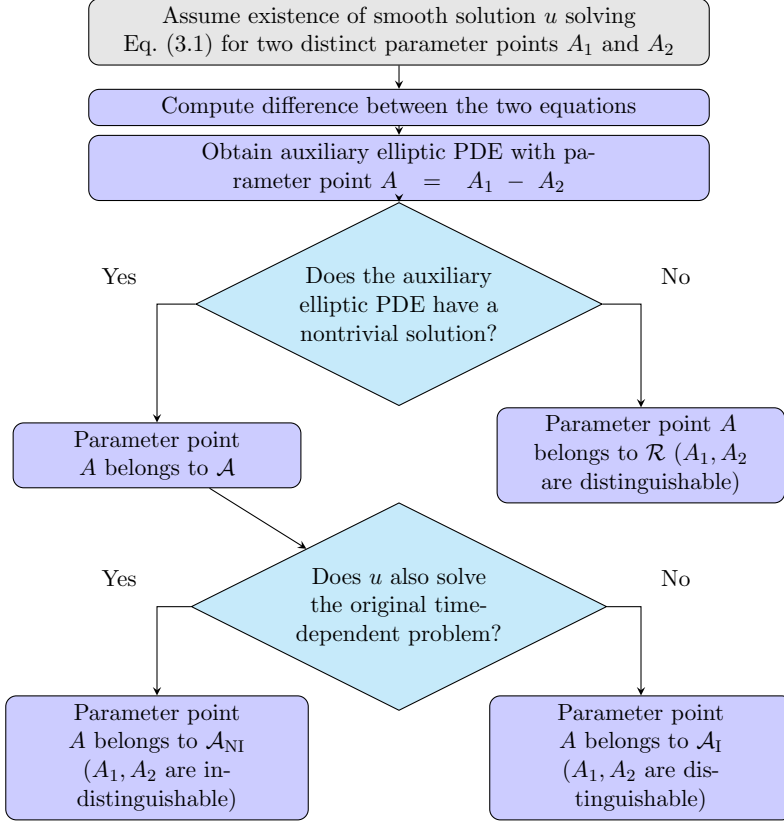 Assume existence of smooth solution u solving
Eq. (3.1) for two distinct parameter points A₁ and A₂
Compute difference between the two equations
Obtain auxiliary elliptic PDE with pa-
rameter point A = A₁ − A₂
Does the auxiliary
elliptic PDE have a
nontrivial solution?
Yes
No
Parameter point
A belongs to 𝒜
Parameter point A
belongs to ℛ (A₁, A₂
are distinguishable)
Does u also solve
the original time-
dependent problem?
Yes
No
Parameter point
A belongs to 𝒜_NI
(A₁, A₂ are in-
distinguishable)
Parameter point
A belongs to 𝒜_I
(A₁, A₂ are dis-
tinguishable)